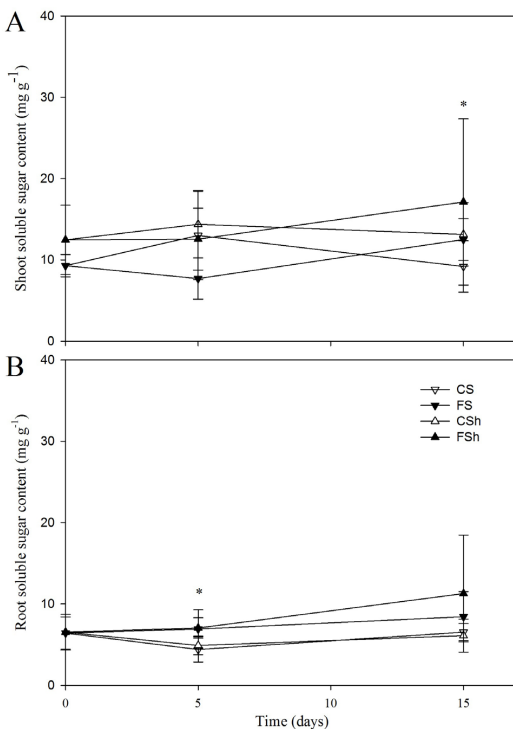 A
40
30
20
10
0
Shoot soluble sugar content (mg g-1)
*
B
40
30
20
10
0
Root soluble sugar content (mg g-1)
CS
FS
CSh
FSh
*
0
5
10
15
Time (days)